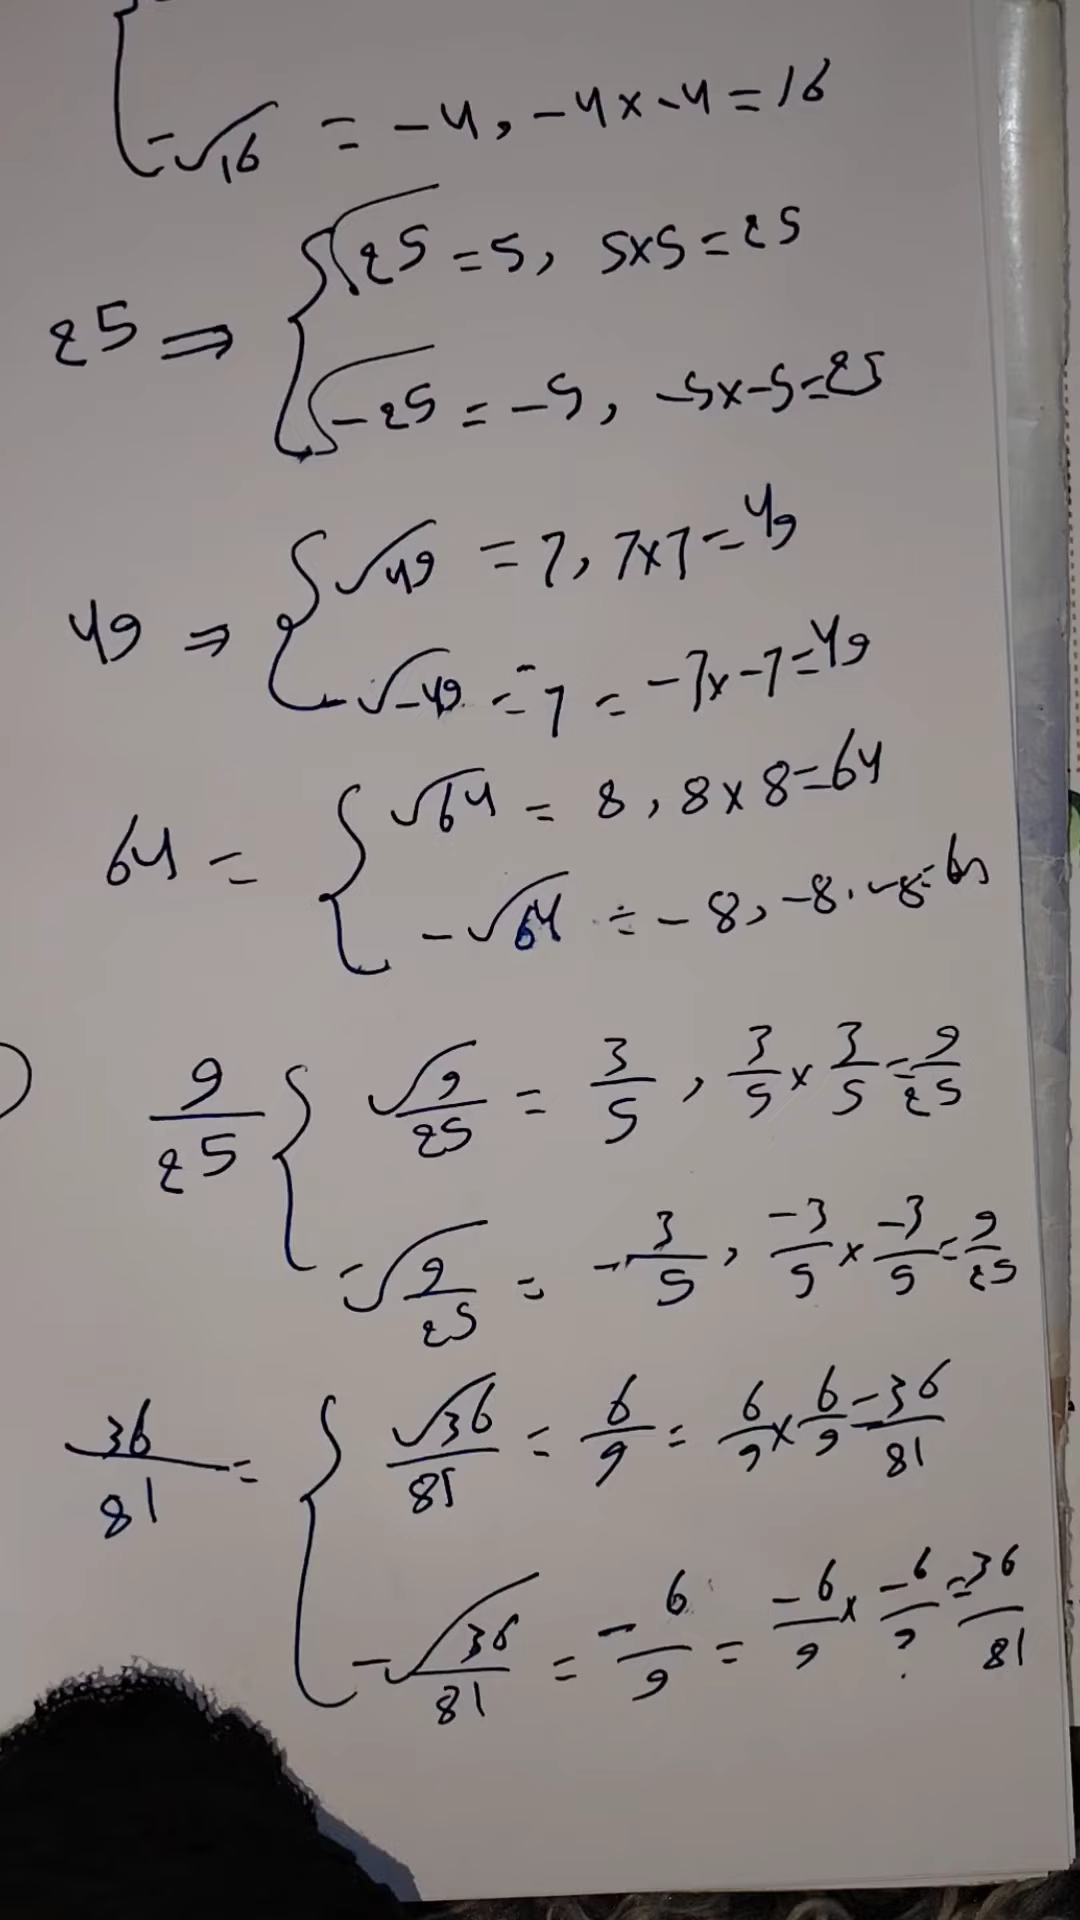 -√16 = -4, -4×-4=16
√25 = 5, 5×5=25
25 ⇒
√-25 = -5, -5×-5=25
√49 = 7, 7×7=49
49 ⇒
-√-49 = -7 = -7×-7=49
√64 = 8, 8×8=64
64 =
-√64 = -8, -8·-8=64
9/25 √9/25 = 3/5, 3/5 × 3/5 = 9/25
-√9/25 = -3/5, -3/5 × -3/5 = 9/25
36/81 = √36/81 = 6/9 = 6/9 × 6/9 = 36/81
-√36/81 = -6/9 = -6/9 × -6/9 = 36/81